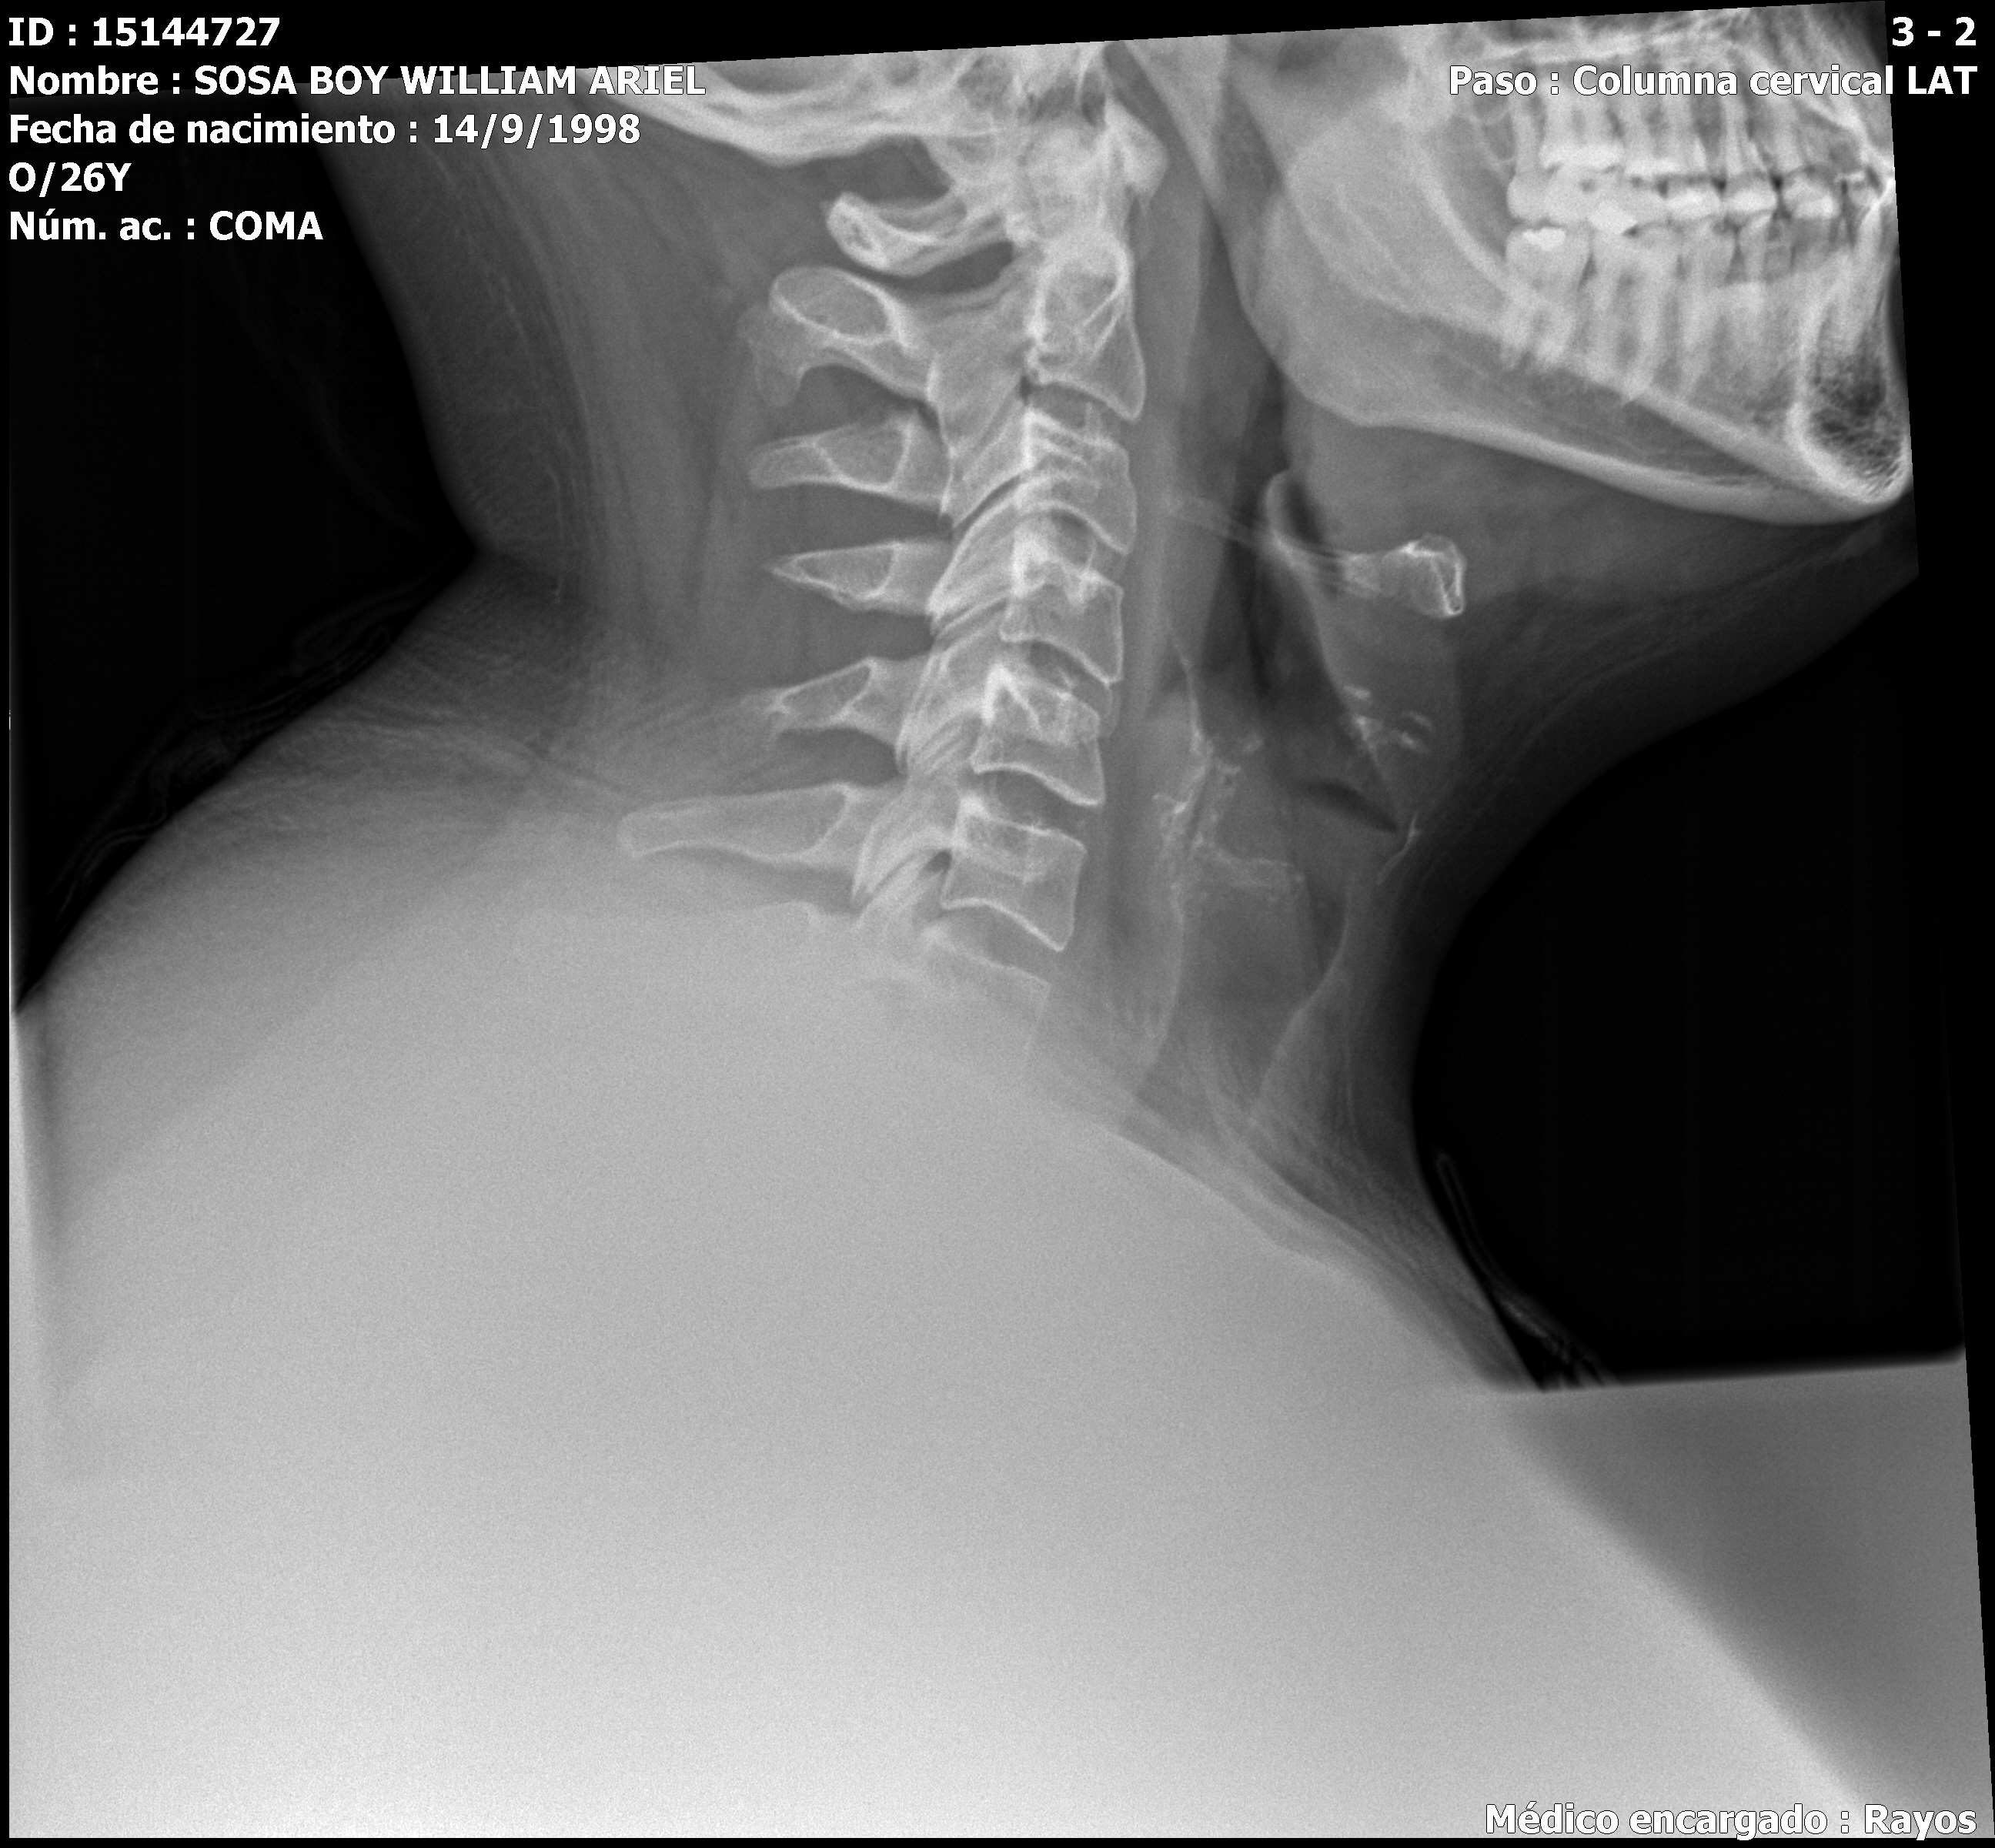 ID : 15144727
Nombre : SOSA BOY WILLIAM ARIEL
Fecha de nacimiento : 14/9/1998
O/26Y
Núm. ac. : COMA
3 - 2
Paso : Columna cervical LAT
Médico encargado : Rayos